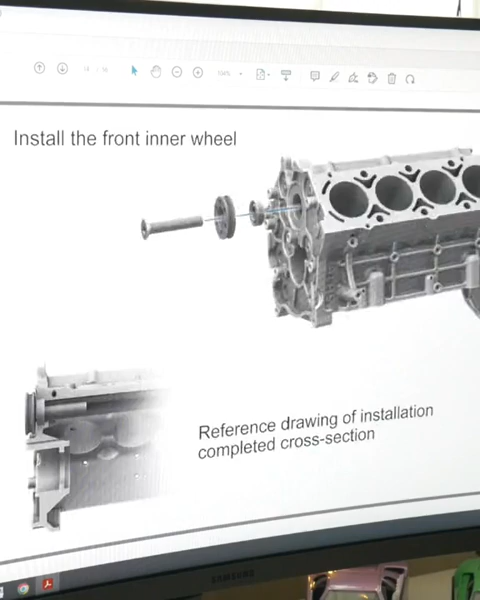 Install the front inner wheel
Reference drawing of installation
completed cross-section
SAMSUNG